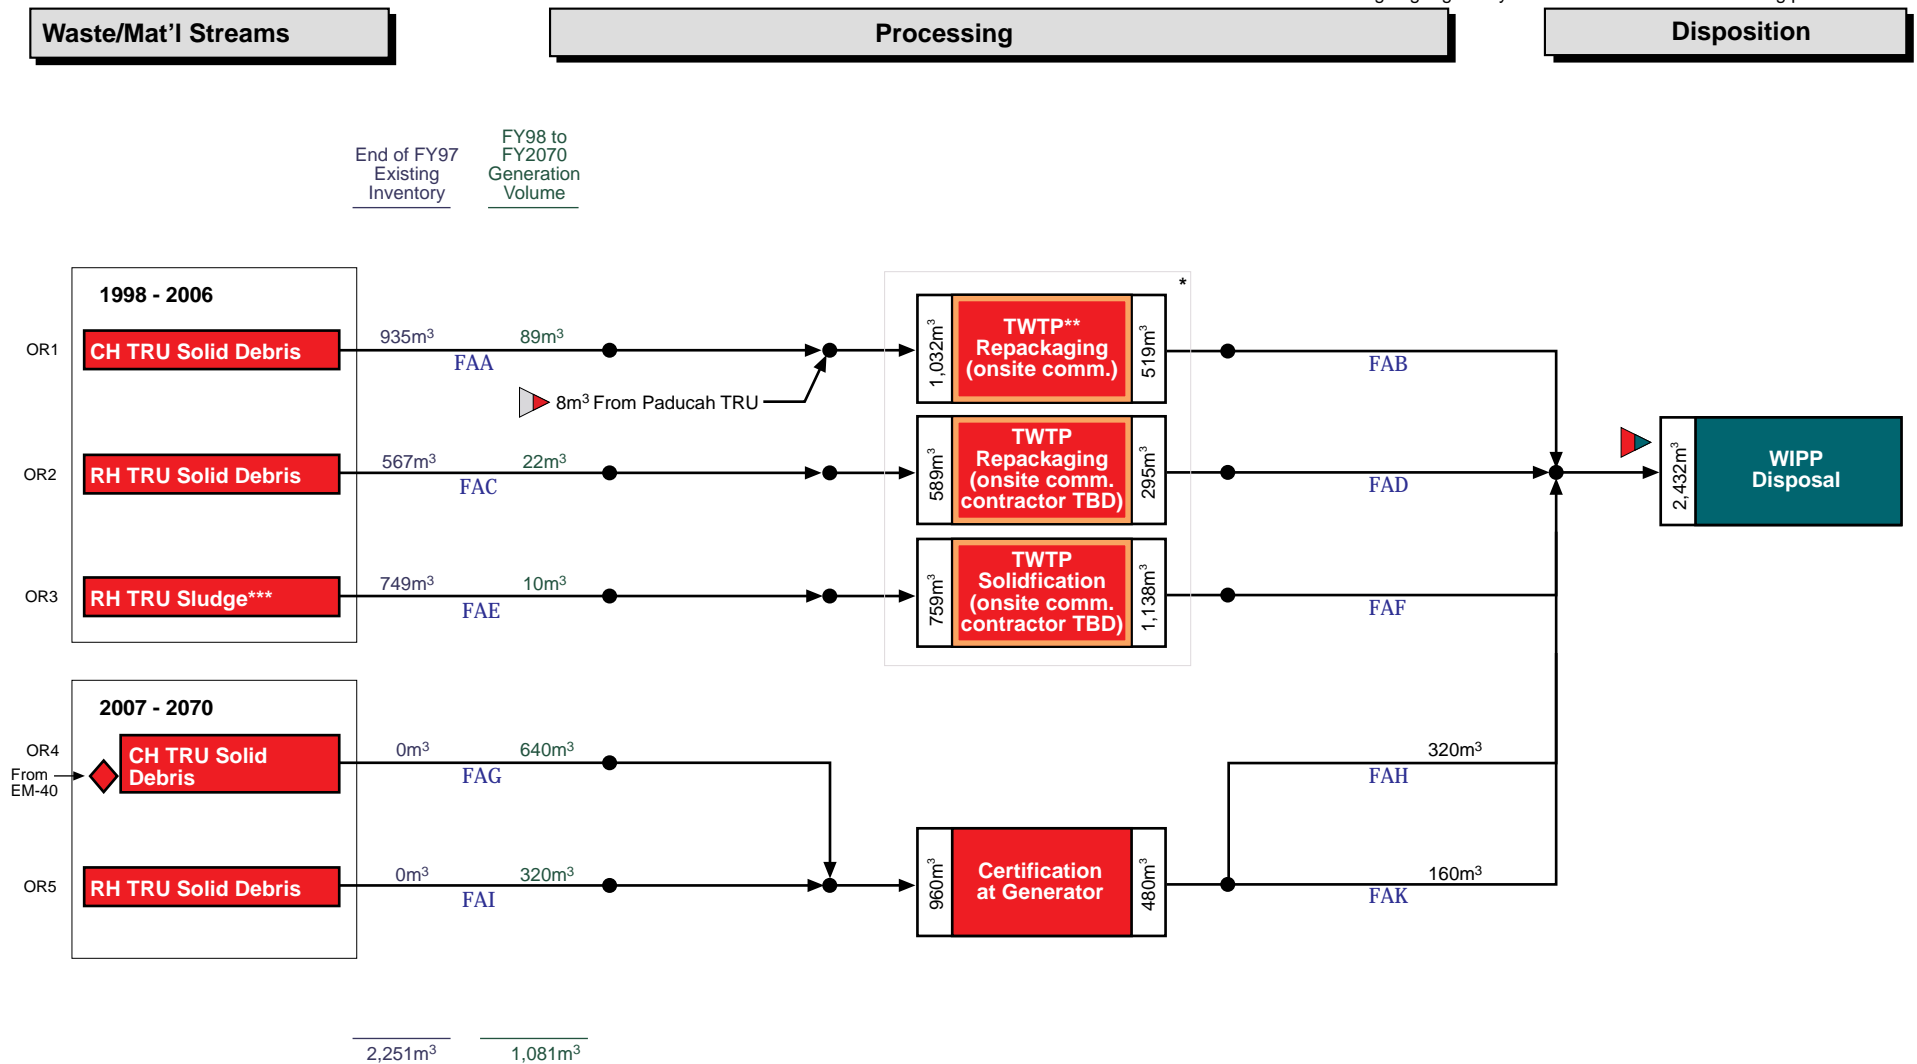 Waste/Mat'l Streams
Processing
Disposition
End of FY97
Existing
Inventory
FY98 to
FY2070
Generation
Volume
1998 - 2006
OR1
CH TRU Solid Debris
935m³
89m³
FAA
8m³ From Paducah TRU
*
1,032m³
TWTP**
Repackaging
(onsite comm.)
519m³
FAB
OR2
RH TRU Solid Debris
567m³
22m³
FAC
589m³
TWTP
Repackaging
(onsite comm.
contractor TBD)
295m³
FAD
2,432m³
WIPP
Disposal
OR3
RH TRU Sludge***
749m³
10m³
FAE
759m³
TWTP
Solidfication
(onsite comm.
contractor TBD)
1,138m³
FAF
2007 - 2070
OR4
From
EM-40
CH TRU Solid
Debris
0m³
640m³
FAG
320m³
FAH
OR5
RH TRU Solid Debris
0m³
320m³
FAI
960m³
Certification
at Generator
480m³
160m³
FAK
2,251m³
1,081m³